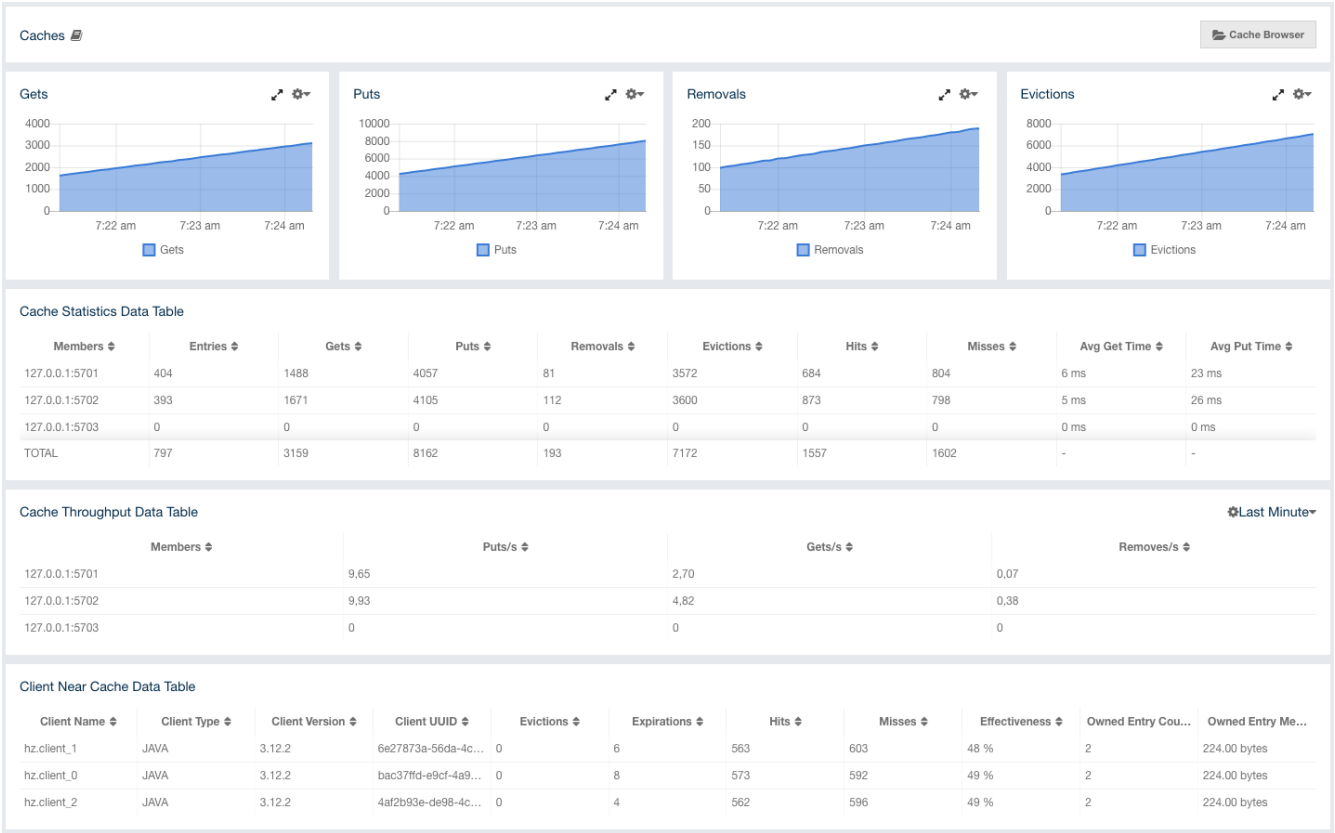 Caches
Cache Browser
Gets Puts Removals Evictions
4000
3000
2000
1000
0
7:22 am 7:23 am 7:24 am
Gets
10000
8000
6000
4000
2000
0
7:22 am 7:23 am 7:24 am
Puts
200
150
100
50
0
7:22 am 7:23 am 7:24 am
Removals
8000
6000
4000
2000
0
7:22 am 7:23 am 7:24 am
Evictions
Cache Statistics Data Table
Members Entries Gets Puts Removals Evictions Hits Misses Avg Get Time Avg Put Time
127.0.0.1:5701 404 1488 4057 81 3572 684 804 6 ms 23 ms
127.0.0.1:5702 393 1671 4105 112 3600 873 798 5 ms 26 ms
127.0.0.1:5703 0 0 0 0 0 0 0 0 ms 0 ms
TOTAL 797 3159 8162 193 7172 1557 1602 - -
Cache Throughput Data Table
Last Minute
Members Puts/s Gets/s Removes/s
127.0.0.1:5701 9,65 2,70 0,07
127.0.0.1:5702 9,93 4,82 0,38
127.0.0.1:5703 0 0 0
Client Near Cache Data Table
Client Name Client Type Client Version Client UUID Evictions Expirations Hits Misses Effectiveness Owned Entry Cou... Owned Entry Me...
hz.client_1 JAVA 3.12.2 6e27873a-56da-4c... 0 6 563 603 48 % 2 224.00 bytes
hz.client_0 JAVA 3.12.2 bac37ffd-e9cf-4a9... 0 8 573 592 49 % 2 224.00 bytes
hz.client_2 JAVA 3.12.2 4af2b93e-de98-4c... 0 4 562 596 49 % 2 224.00 bytes